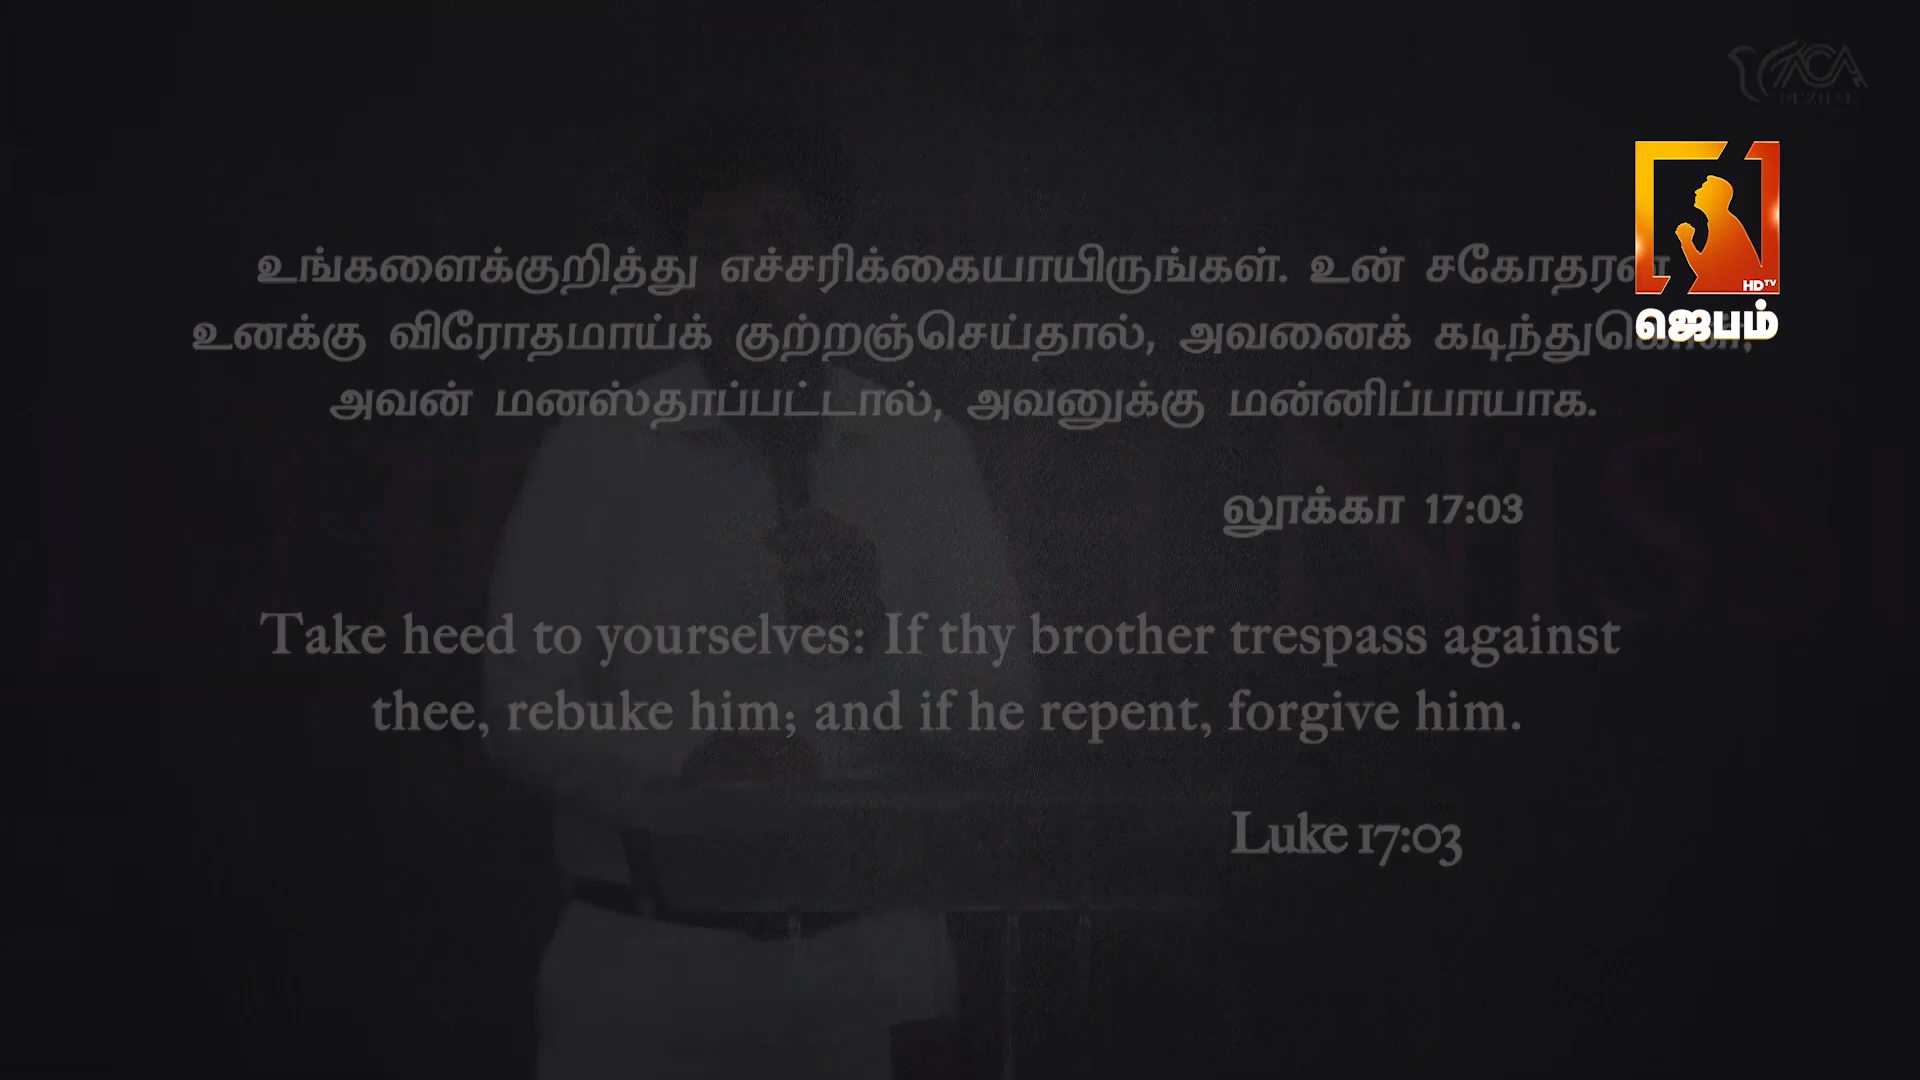 உங்களைக்குறித்து எச்சரிக்கையாயிருங்கள். உன் சகோதரன்
உனக்கு விரோதமாய்க் குற்றஞ்செய்தால், அவனைக் கடிந்துகொள்;
அவன் மனஸ்தாப்பட்டால், அவனுக்கு மன்னிப்பாயாக.
லூக்கா 17:03
Take heed to yourselves: If thy brother trespass against
thee, rebuke him; and if he repent, forgive him.
Luke 17:03
HD TV
ஜெபம்